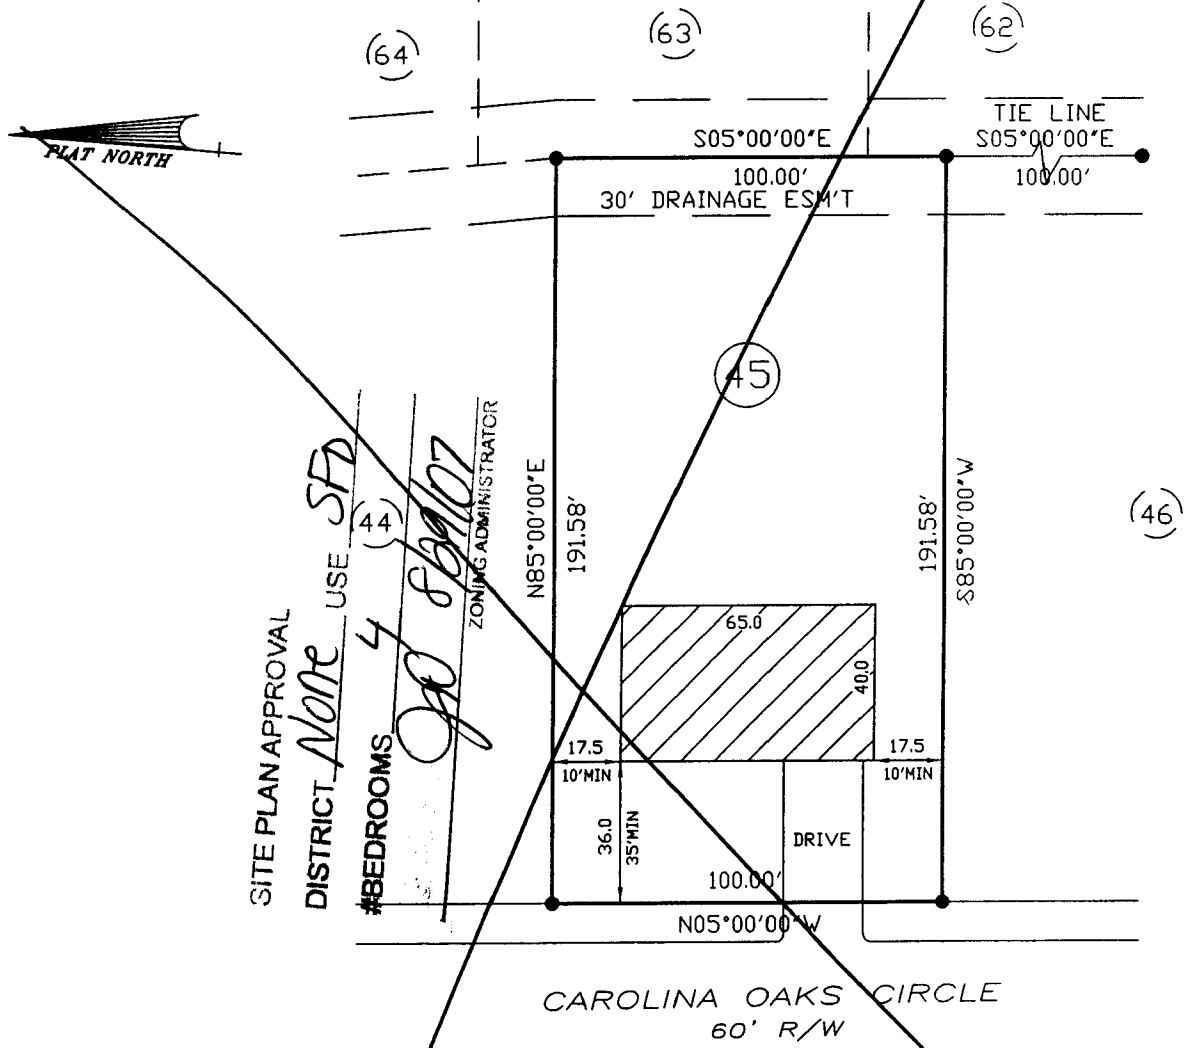 (64)
(63)
(62)
PLAT NORTH
TIE LINE
S05°00'00"E
S05°00'00"E
100.00'
100.00'
30' DRAINAGE ESM'T
45
N85°00'00"E
191.58'
191.58'
S85°00'00"W
(44)
(46)
SITE PLAN APPROVAL
DISTRICT None USE SFD
#BEDROOMS 4
ZONING ADMINISTRATOR
65.0
40.0
17.5
10'MIN
17.5
10'MIN
36.0
35'MIN
DRIVE
100.00'
N05°00'00"W
CAROLINA OAKS CIRCLE
60' R/W